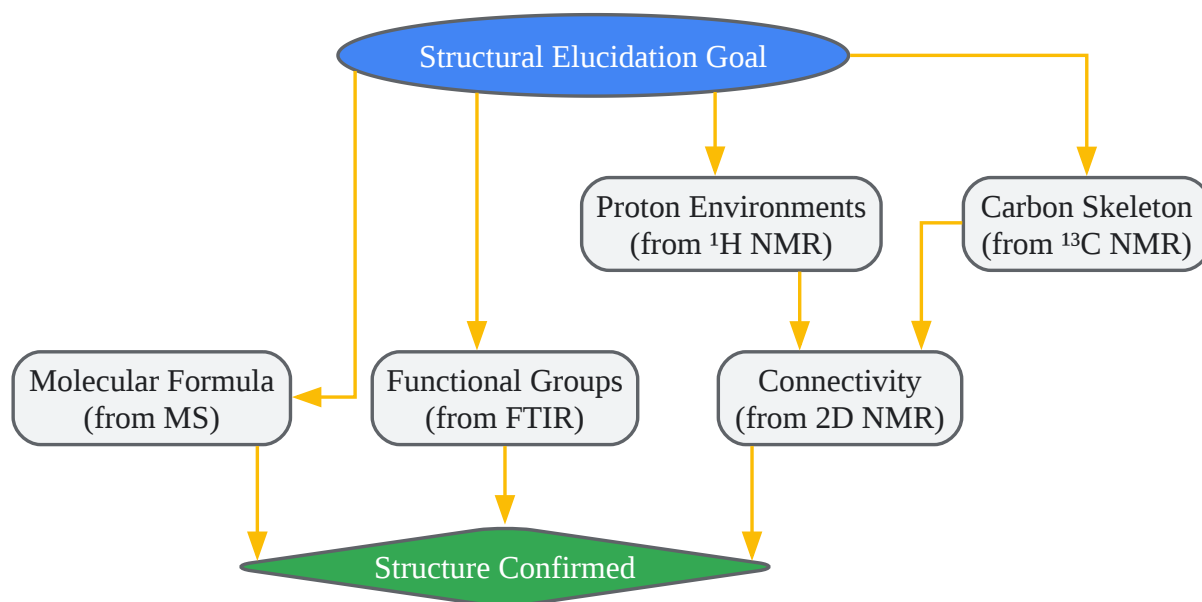 Structural Elucidation Goal
Proton Environments
(from ¹H NMR)
Carbon Skeleton
(from ¹³C NMR)
Molecular Formula
(from MS)
Functional Groups
(from FTIR)
Connectivity
(from 2D NMR)
Structure Confirmed